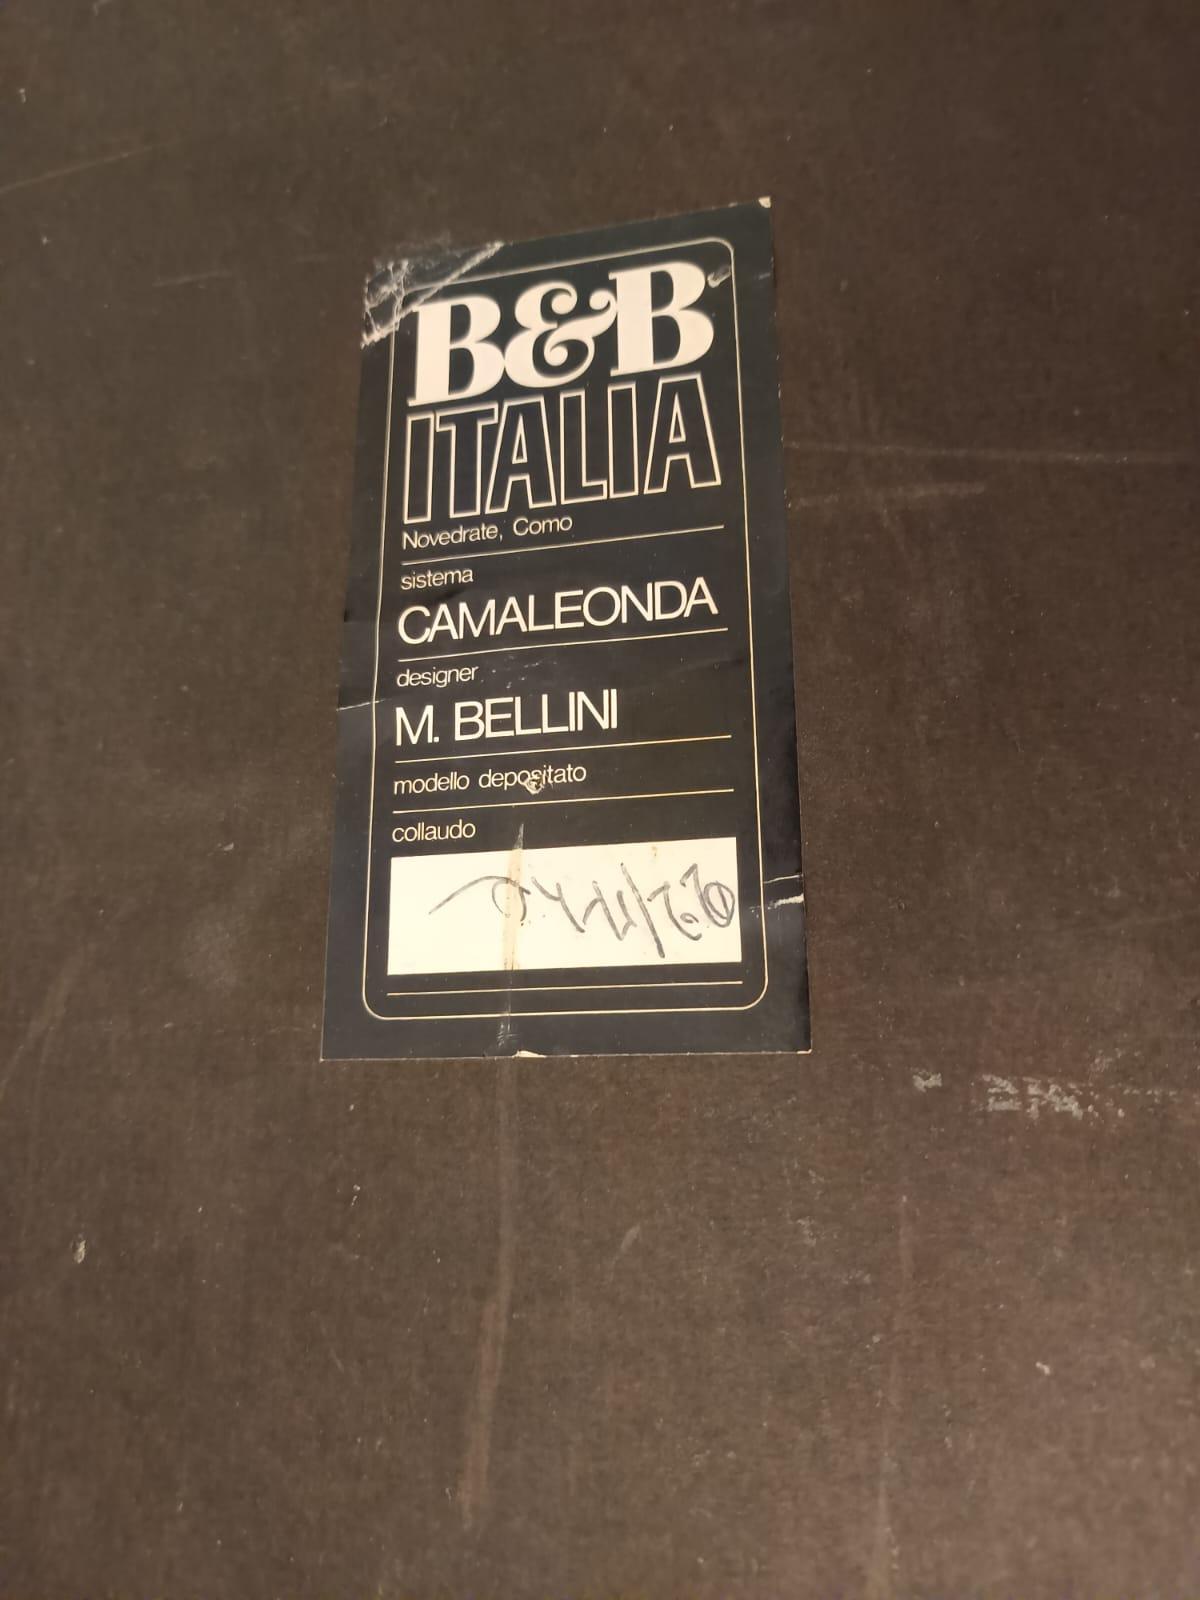 B&B
ITALIA
Novedrate, Como
sistema
CAMALEONDA
designer
M. BELLINI
modello depositato
collaudo